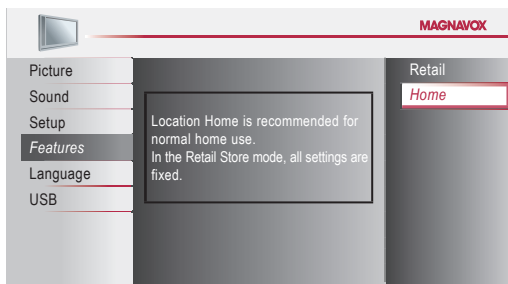 MAGNAVOX
Picture
Sound
Setup
Features
Language
USB
Location Home is recommended for
normal home use.
In the Retail Store mode, all settings are
fixed.
Retail
Home